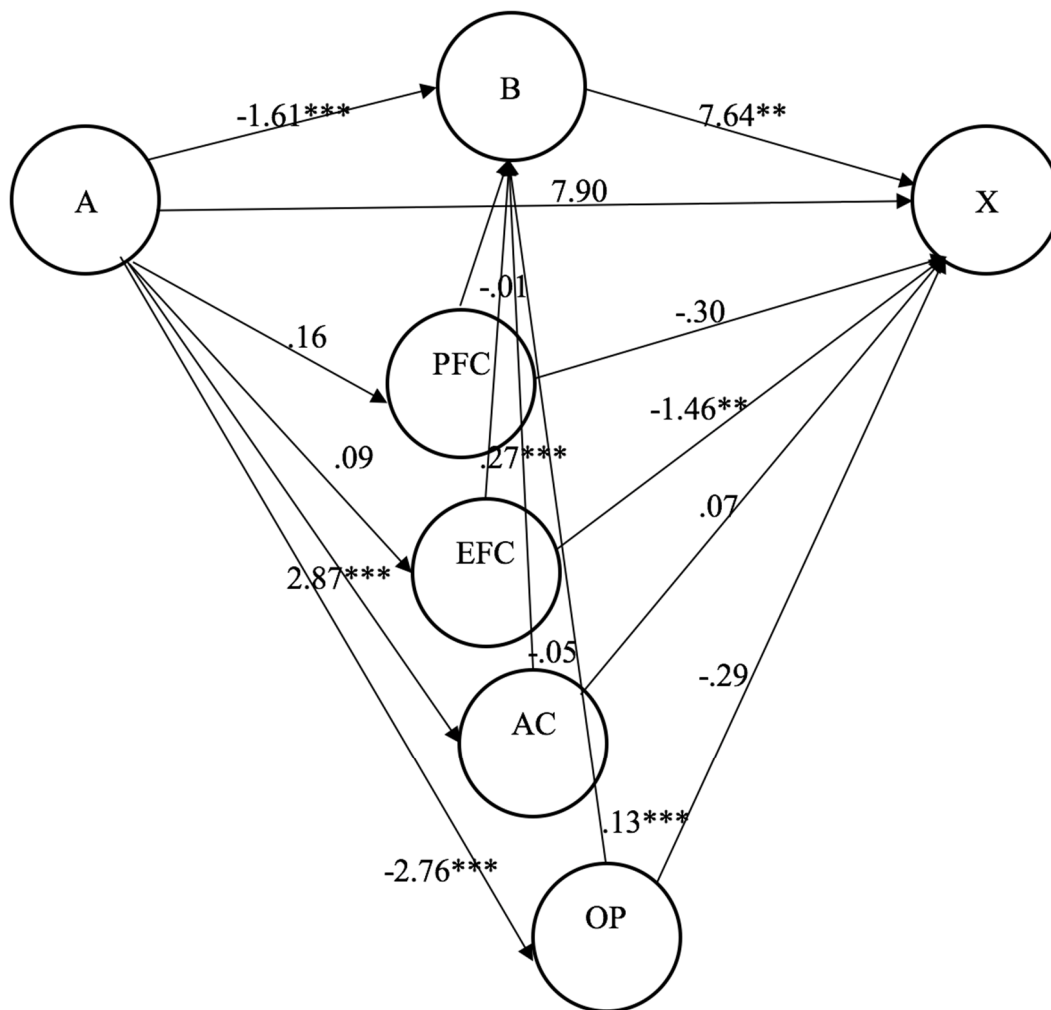 B
-1.61***
7.64**
A
7.90
X
-.01
-.30
.16
PFC
-1.46**
.09
.27***
.07
EFC
2.87***
-.05
-.29
AC
.13***
-2.76***
OP